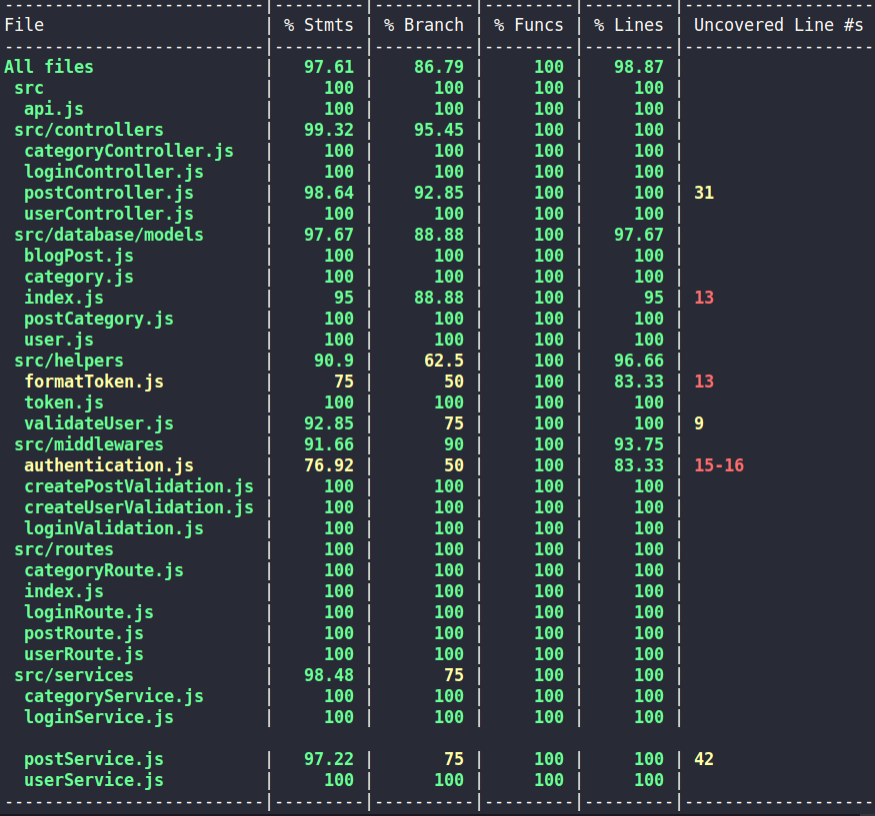 --------------------------|---------|----------|---------|---------|-------------------
File                      | % Stmts | % Branch | % Funcs | % Lines | Uncovered Line #s
--------------------------|---------|----------|---------|---------|-------------------
All files                 |   97.61 |    86.79 |     100 |   98.87 |
 src                      |     100 |      100 |     100 |     100 |
  api.js                  |     100 |      100 |     100 |     100 |
 src/controllers          |   99.32 |    95.45 |     100 |     100 |
  categoryController.js   |     100 |      100 |     100 |     100 |
  loginController.js      |     100 |      100 |     100 |     100 |
  postController.js       |   98.64 |    92.85 |     100 |     100 | 31
  userController.js       |     100 |      100 |     100 |     100 |
 src/database/models      |   97.67 |    88.88 |     100 |   97.67 |
  blogPost.js             |     100 |      100 |     100 |     100 |
  category.js             |     100 |      100 |     100 |     100 |
  index.js                |      95 |    88.88 |     100 |      95 | 13
  postCategory.js         |     100 |      100 |     100 |     100 |
  user.js                 |     100 |      100 |     100 |     100 |
 src/helpers              |    90.9 |     62.5 |     100 |   96.66 |
  formatToken.js          |      75 |       50 |     100 |   83.33 | 13
  token.js                |     100 |      100 |     100 |     100 |
  validateUser.js         |   92.85 |       75 |     100 |     100 | 9
 src/middlewares          |   91.66 |       90 |     100 |   93.75 |
  authentication.js       |   76.92 |       50 |     100 |   83.33 | 15-16
  createPostValidation.js |     100 |      100 |     100 |     100 |
  createUserValidation.js |     100 |      100 |     100 |     100 |
  loginValidation.js      |     100 |      100 |     100 |     100 |
 src/routes               |     100 |      100 |     100 |     100 |
  categoryRoute.js        |     100 |      100 |     100 |     100 |
  index.js                |     100 |      100 |     100 |     100 |
  loginRoute.js           |     100 |      100 |     100 |     100 |
  postRoute.js            |     100 |      100 |     100 |     100 |
  userRoute.js            |     100 |      100 |     100 |     100 |
 src/services             |   98.48 |       75 |     100 |     100 |
  categoryService.js      |     100 |      100 |     100 |     100 |
  loginService.js         |     100 |      100 |     100 |     100 |
  postService.js          |   97.22 |       75 |     100 |     100 | 42
  userService.js          |     100 |      100 |     100 |     100 |
--------------------------|---------|----------|---------|---------|-------------------